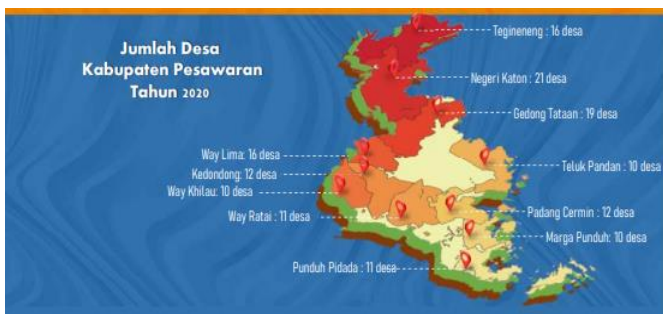 Jumlah Desa
Kabupaten Pesawaran
Tahun 2020
Tegineneng : 16 desa
Negeri Katon : 21 desa
Gedong Tataan : 19 desa
Way Lima: 16 desa
Kedondong: 12 desa
Way Khilau: 10 desa
Way Ratai : 11 desa
Teluk Pandan : 10 desa
Padang Cermin : 12 desa
Marga Punduh: 10 desa
Punduh Pidada : 11 desa